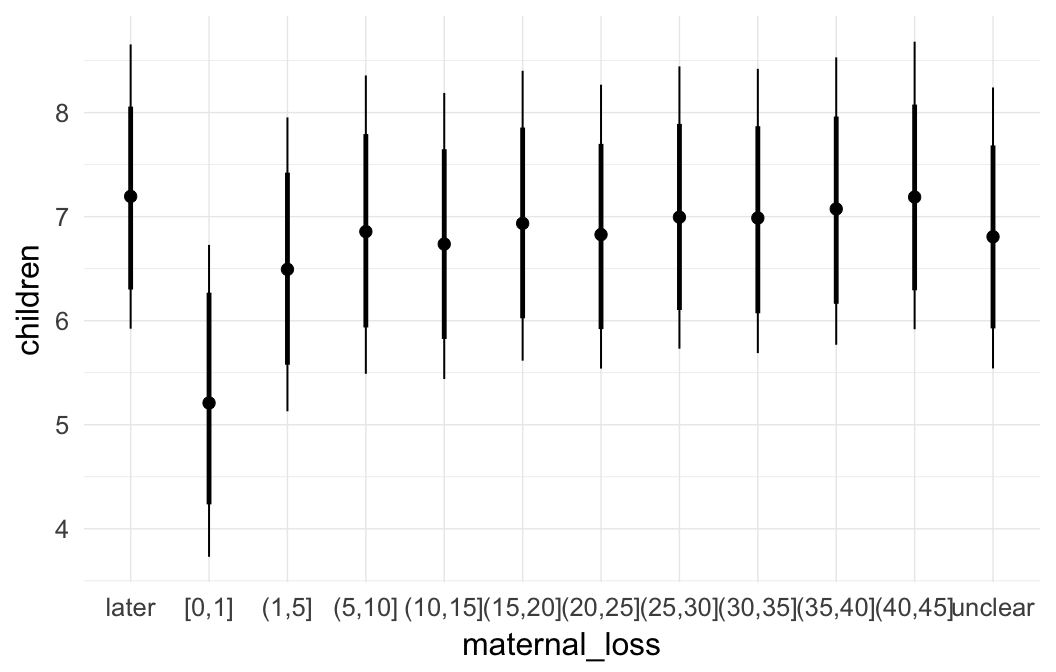 8
7
6
5
4
children
later [0,1] (1,5] (5,10] (10,15] (15,20] (20,25] (25,30] (30,35] (35,40] (40,45] unclear
maternal_loss